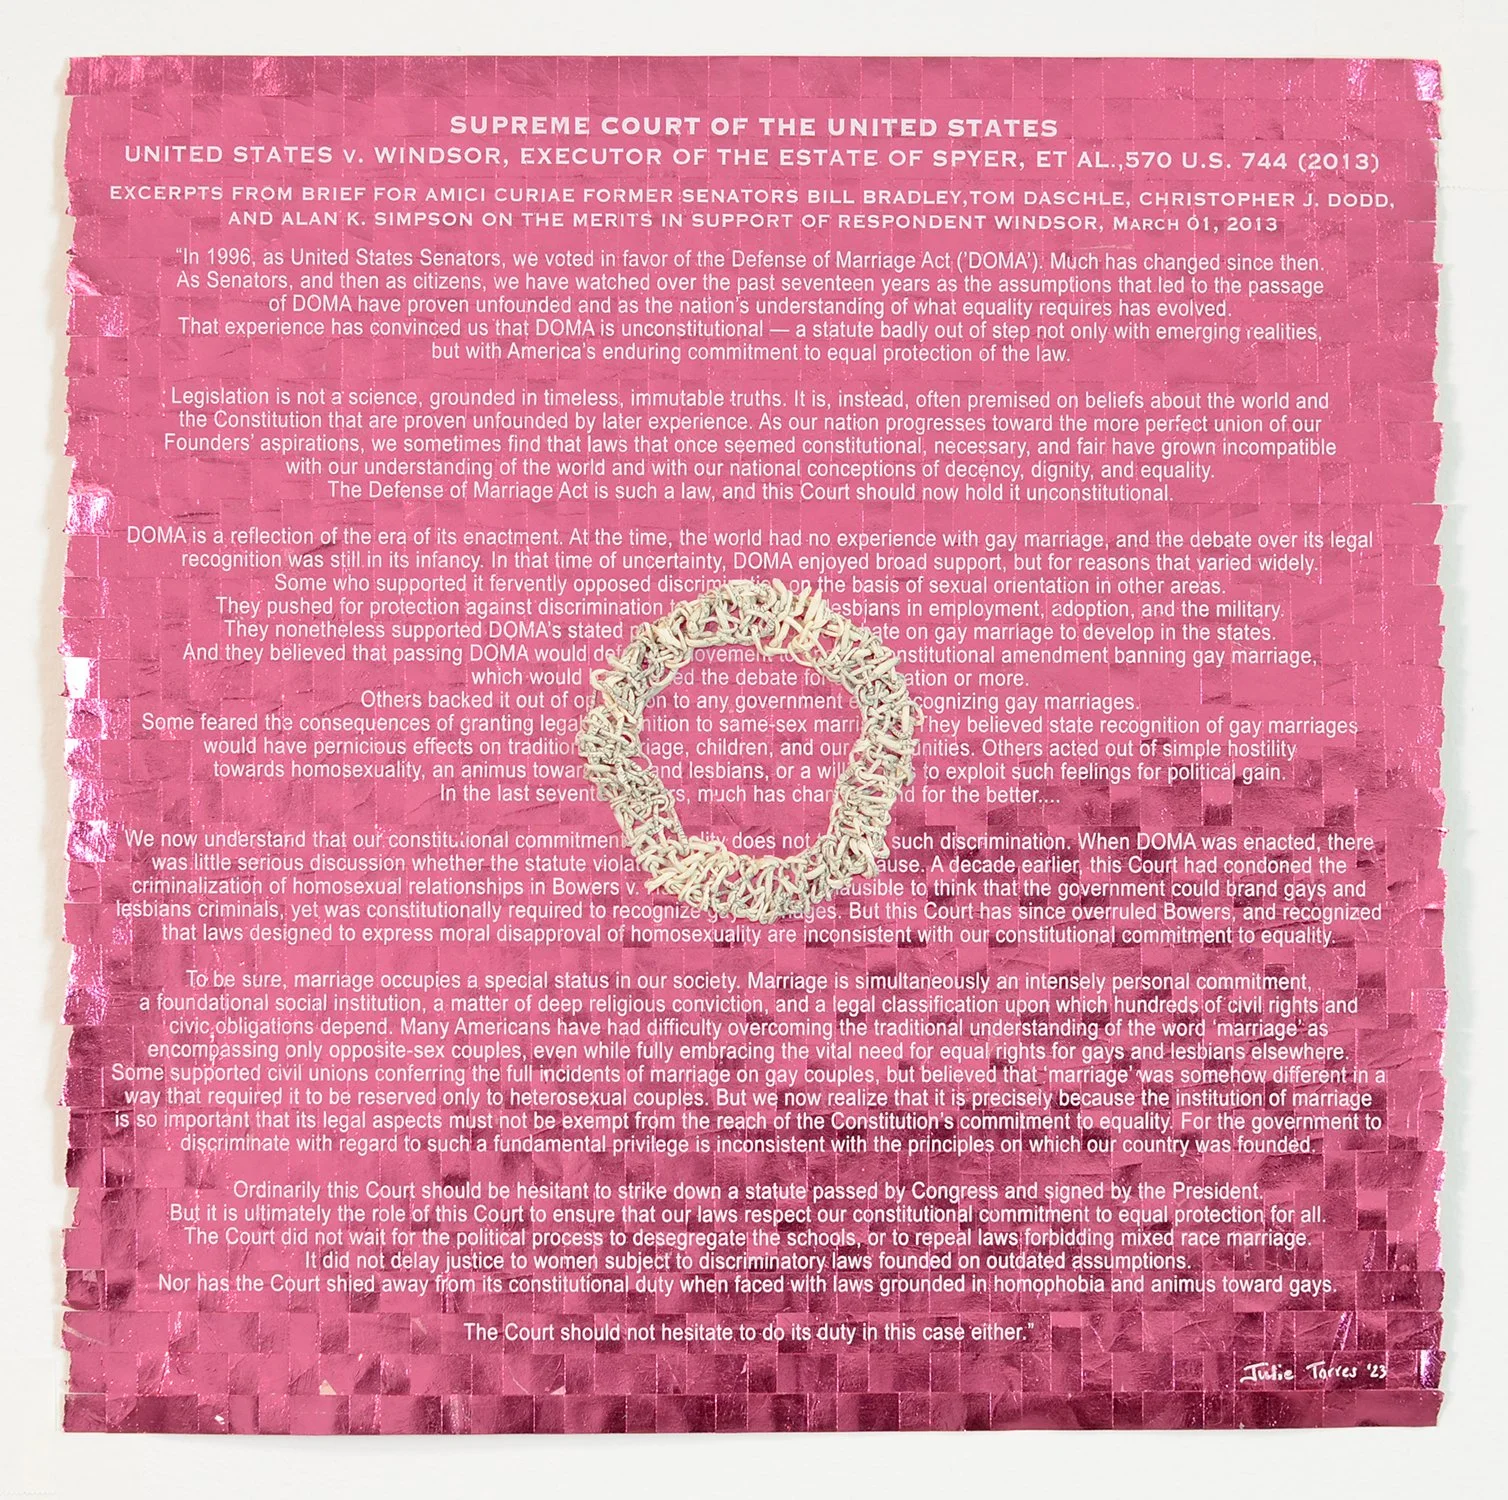 SUPREME COURT OF THE UNITED STATES
UNITED STATES v. WINDSOR, EXECUTOR OF THE ESTATE OF SPYER, ET AL.,570 U.S. 744 (2013)
EXCERPTS FROM BRIEF FOR AMICI CURIAE FORMER SENATORS BILL BRADLEY,TOM DASCHLE, CHRISTOPHER J. DODD,
AND ALAN K. SIMPSON ON THE MERITS IN SUPPORT OF RESPONDENT WINDSOR, MARCH 01, 2013
“In 1996, as United States Senators, we voted in favor of the Defense of Marriage Act (’DOMA’). Much has changed since then.
As Senators, and then as citizens, we have watched over the past seventeen years as the assumptions that led to the passage
of DOMA have proven unfounded and as the nation’s understanding of what equality requires has evolved.
That experience has convinced us that DOMA is unconstitutional — a statute badly out of step not only with emerging realities,
but with America’s enduring commitment to equal protection of the law.
Legislation is not a science, grounded in timeless, immutable truths. It is, instead, often premised on beliefs about the world and
the Constitution that are proven unfounded by later experience. As our nation progresses toward the more perfect union of our
Founders’ aspirations, we sometimes find that laws that once seemed constitutional, necessary, and fair have grown incompatible
with our understanding of the world and with our national conceptions of decency, dignity, and equality.
The Defense of Marriage Act is such a law, and this Court should now hold it unconstitutional.
DOMA is a reflection of the era of its enactment. At the time, the world had no experience with gay marriage, and the debate over its legal
recognition was still in its infancy. In that time of uncertainty, DOMA enjoyed broad support, but for reasons that varied widely.
Some who supported it fervently opposed discrimination on the basis of sexual orientation in other areas.
They pushed for protection against discrimination in employment, adoption, and the military.
They nonetheless supported DOMA’s stated on gay marriage to develop in the states.
And they believed that passing DOMA would amendment banning gay marriage,
which would the debate or more.
Others backed it out of to any government gay marriages.
Some feared the consequences of granting to same-sex They believed state recognition of gay marriages
would have pernicious effects on children, and our Others acted out of simple hostility
towards homosexuality, an animus and lesbians, or a to exploit such feelings for political gain.
In the last much has for the better....
We now understand that our constitutional does not such discrimination. When DOMA was enacted, there
was little serious discussion whether the statute A decade earlier, this Court had condoned the
criminalization of homosexual relationships in Bowers v. to think that the government could brand gays and
lesbians criminals, yet was constitutionally required to recognize But this Court has since overruled Bowers, and recognized
that laws designed to express moral disapproval of homosexuality are inconsistent with our constitutional commitment to equality.
To be sure, marriage occupies a special status in our society. Marriage is simultaneously an intensely personal commitment,
a foundational social institution, a matter of deep religious conviction, and a legal classification upon which hundreds of civil rights and
civic obligations depend. Many Americans have had difficulty overcoming the traditional understanding of the word ‘marriage’ as
encompassing only opposite-sex couples, even while fully embracing the vital need for equal rights for gays and lesbians elsewhere.
Some supported civil unions conferring the full incidents of marriage on gay couples, but believed that ‘marriage’ was somehow different in a
way that required it to be reserved only to heterosexual couples. But we now realize that it is precisely because the institution of marriage
is so important that its legal aspects must not be exempt from the reach of the Constitution’s commitment to equality. For the government to
discriminate with regard to such a fundamental privilege is inconsistent with the principles on which our country was founded.
Ordinarily this Court should be hesitant to strike down a statute passed by Congress and signed by the President.
But it is ultimately the role of this Court to ensure that our laws respect our constitutional commitment to equal protection for all.
The Court did not wait for the political process to desegregate the schools, or to repeal laws forbidding mixed race marriage.
It did not delay justice to women subject to discriminatory laws founded on outdated assumptions.
Nor has the Court shied away from its constitutional duty when faced with laws grounded in homophobia and animus toward gays.
The Court should not hesitate to do its duty in this case either.”
Julie Torres ’23